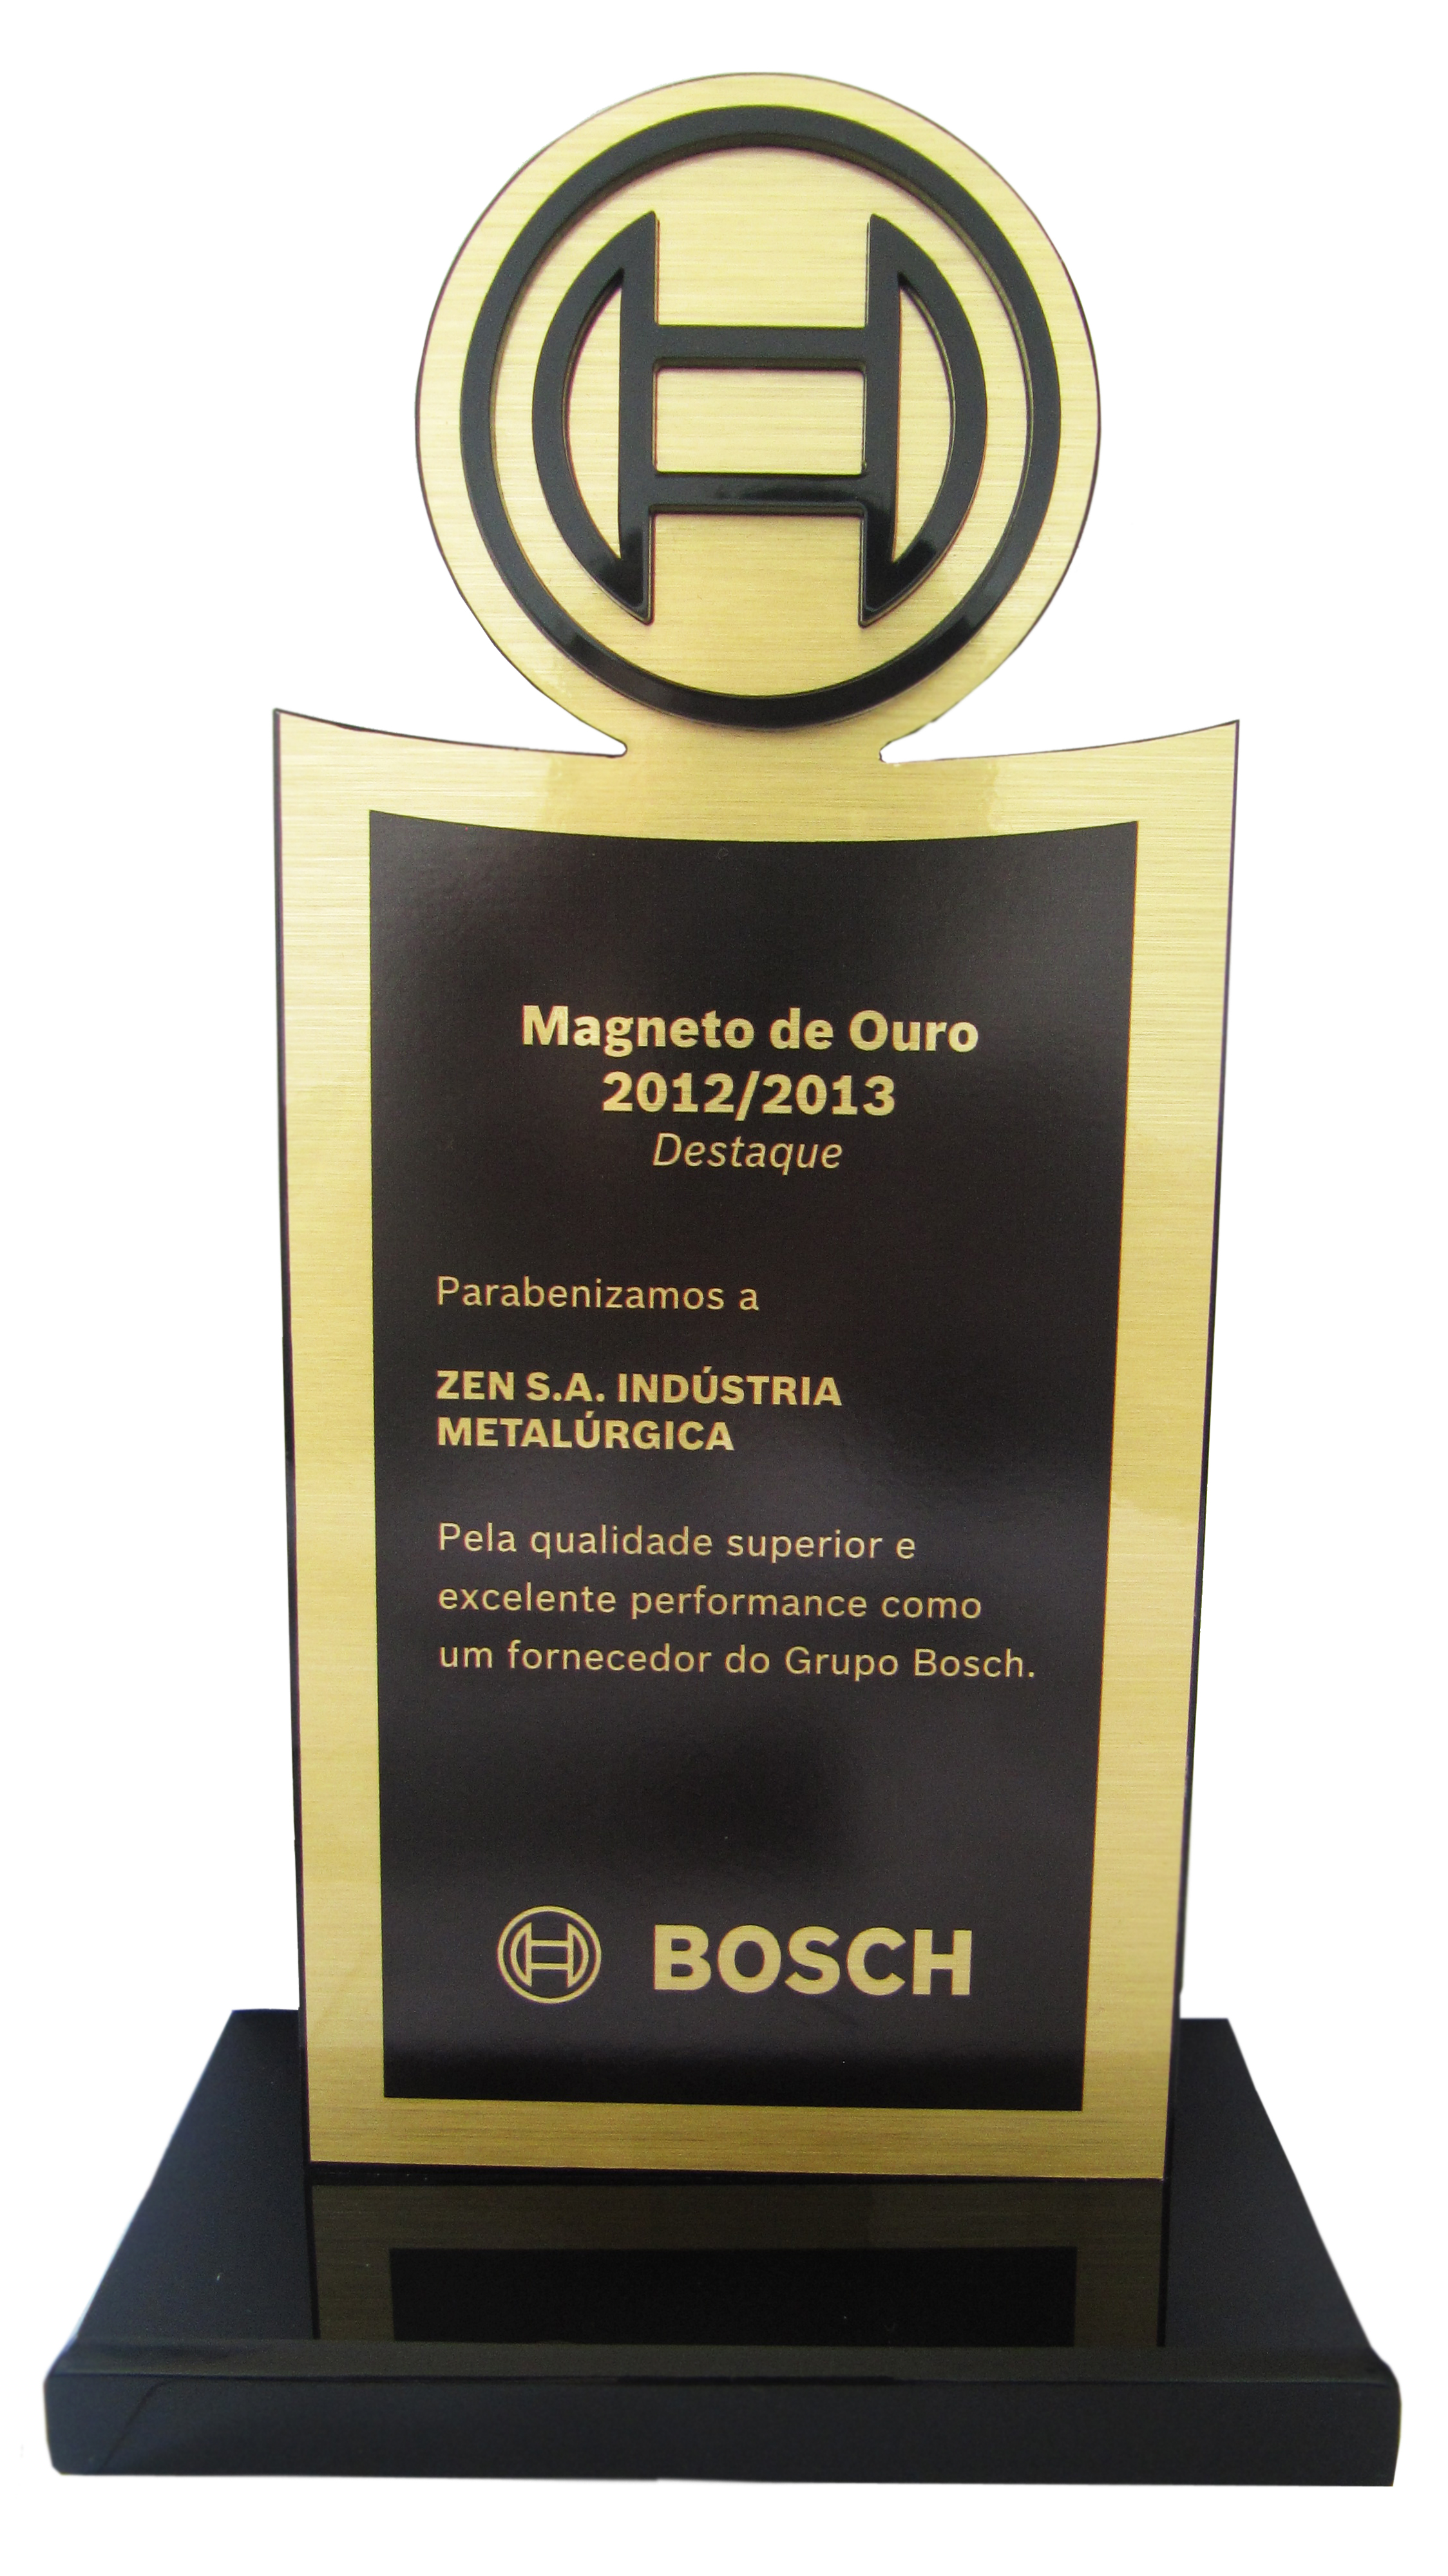 Magneto de Ouro
2012/2013
Destaque
Parabenizamos a
ZEN S.A. INDÚSTRIA
METALÚRGICA
Pela qualidade superior e
excelente performance como
um fornecedor do Grupo Bosch.
BOSCH